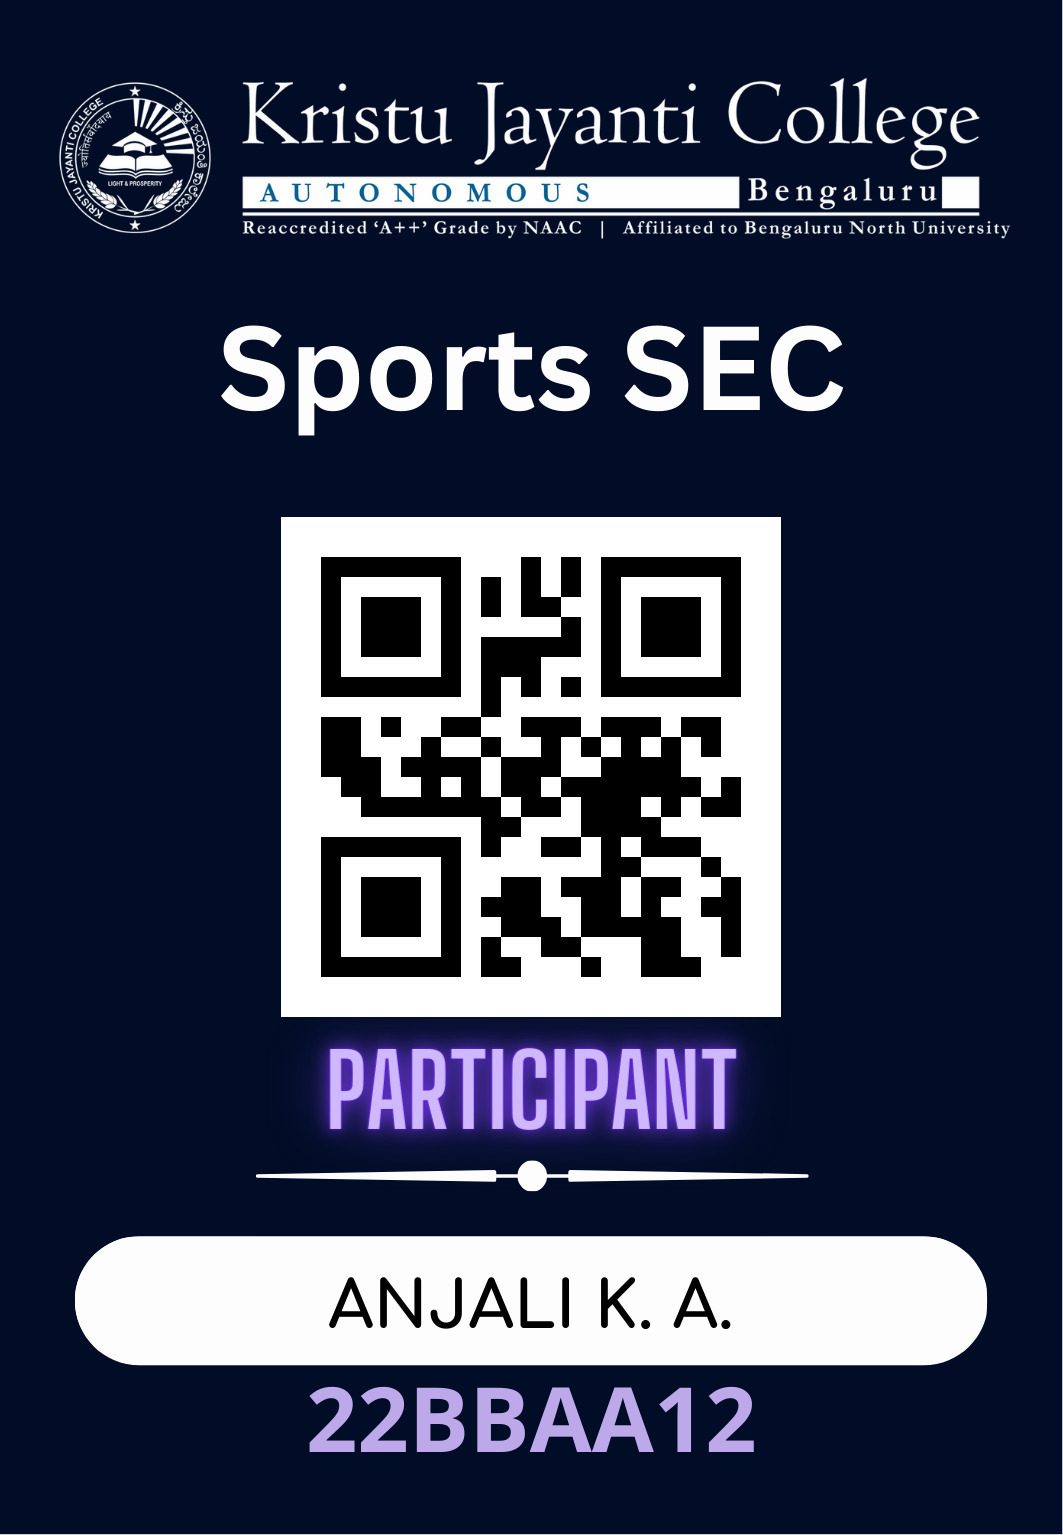 KRISTU JAYANTI COLLEGE
ಕ್ರಿಸ್ತು ಜಯಂತಿ ಕಾಲೇಜು
LIGHT & PROSPERITY
Kristu Jayanti College
AUTONOMOUS Bengaluru
Reaccredited ‘A++’ Grade by NAAC | Affiliated to Bengaluru North University
Sports SEC
PARTICIPANT
ANJALI K. A.
22BBAA12